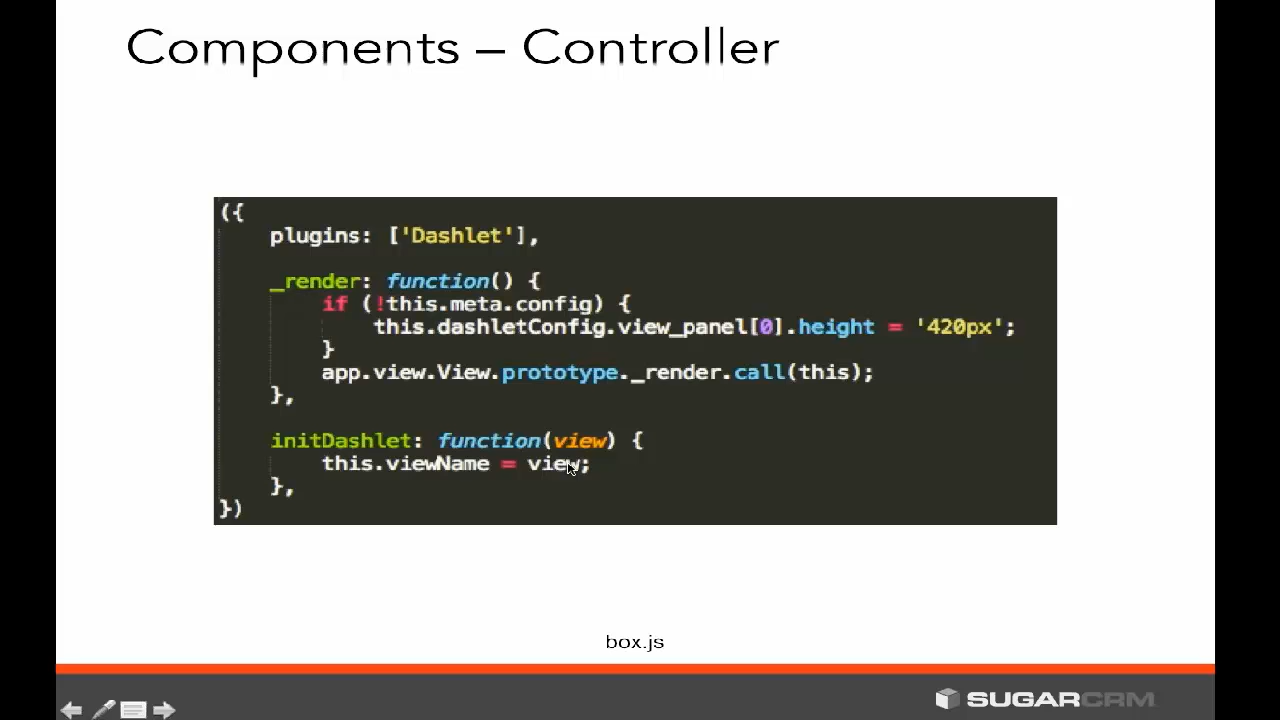 Components – Controller
({
    plugins: ['Dashlet'],

    _render: function() {
        if (!this.meta.config) {
            this.dashletConfig.view_panel[0].height = '420px';
        }
        app.view.View.prototype._render.call(this);
    },

    initDashlet: function(view) {
        this.viewName = view;
    },
})
box.js
SUGARCRM